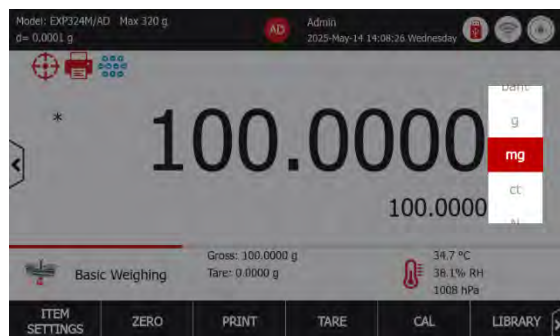 Model: EXP324M/AD Max 320 g
d= 0.0001 g
AD
Admin
2025-May-14 14:08:26 Wednesday
*
100.0000
g
mg
ct
100.0000
Basic Weighing
Gross: 100.0000 g
Tare: 0.0000 g
34.7 °C
38.1% RH
1008 hPa
ITEM SETTINGS
ZERO
PRINT
TARE
CAL
LIBRARY